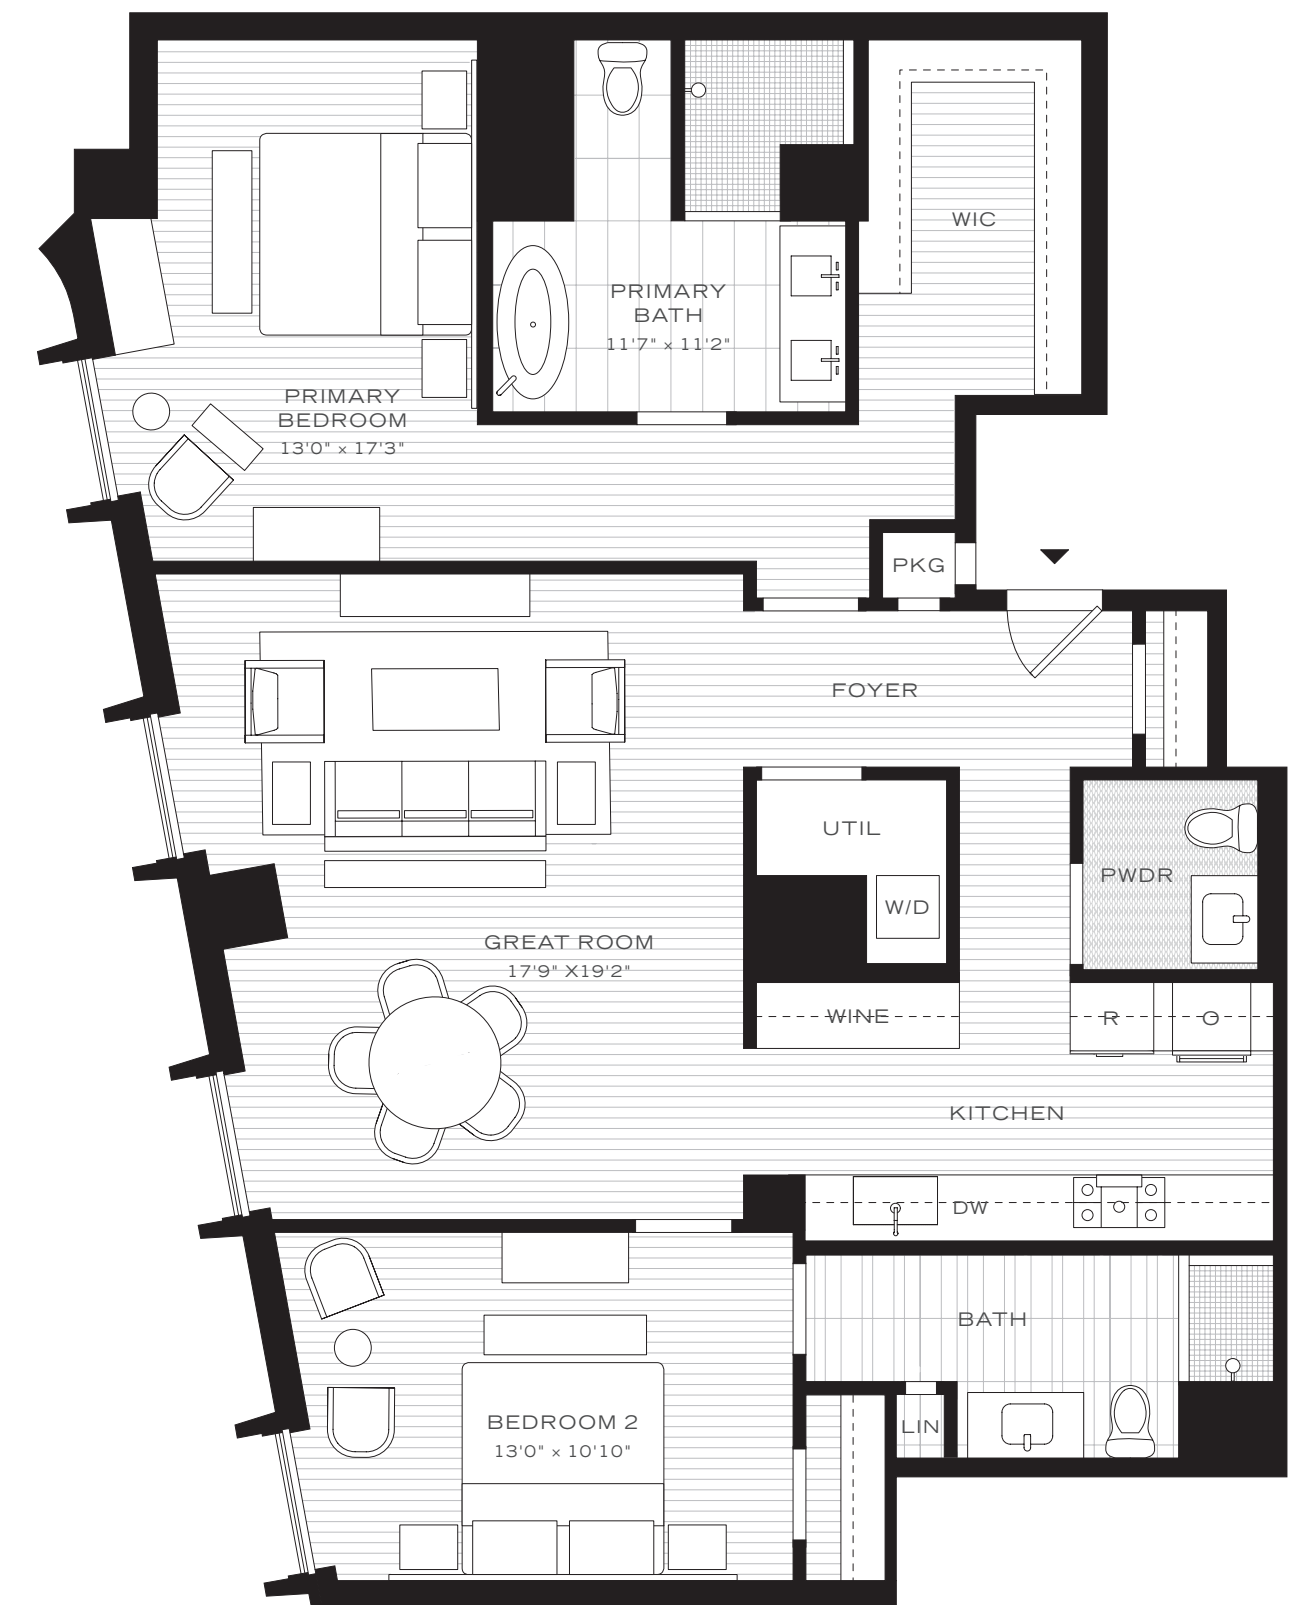 WIC
PRIMARY
BATH
11'7" × 11'2"
PRIMARY
BEDROOM
13'0" × 17'3"
PKG
FOYER
UTIL
PWDR
W/D
GREAT ROOM
17'9" X19'2"
WINE
R
O
KITCHEN
DW
BATH
BEDROOM 2
13'0" × 10'10"
LIN